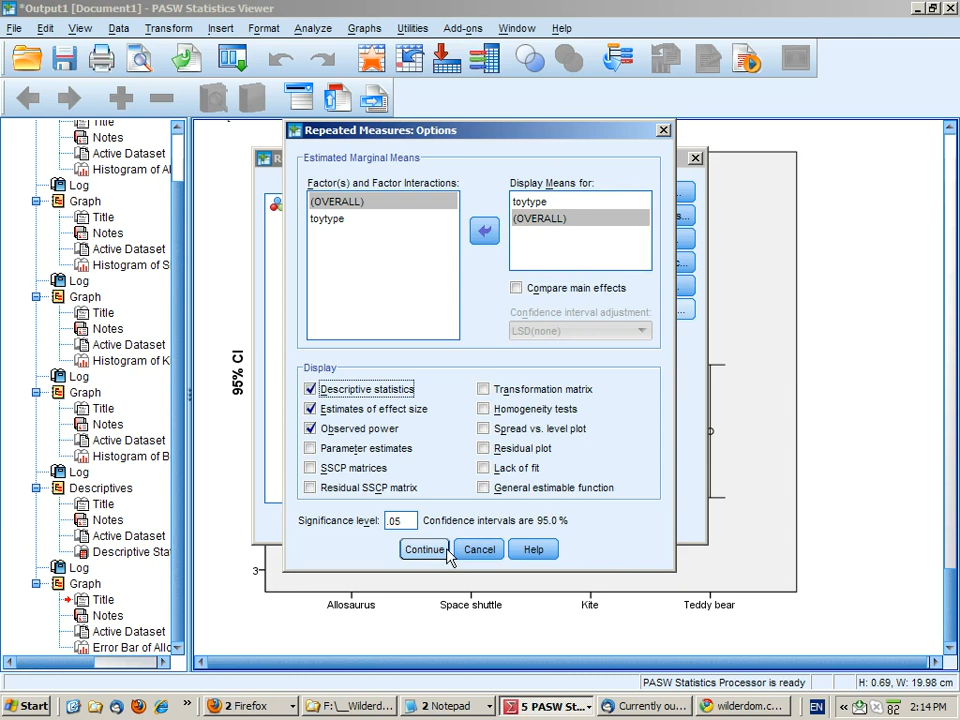 *Output1 [Document1] - PASW Statistics Viewer
File Edit View Data Transform Insert Format Analyze Graphs Utilities Add-ons Window Help
Title
Notes
Active Dataset
Histogram of Al
Log
Graph
Title
Notes
Active Dataset
Histogram of S
Log
Graph
Title
Notes
Active Dataset
Histogram of K
Log
Graph
Title
Notes
Active Dataset
Histogram of B
Log
Descriptives
Title
Notes
Active Dataset
Descriptive Sta
Log
Graph
Title
Notes
Active Dataset
Error Bar of Allo
95% CI
3
Allosaurus Space shuttle Kite Teddy bear
Repeated Measures: Options
Estimated Marginal Means
Factor(s) and Factor Interactions:
(OVERALL)
toytype
Display Means for:
toytype
(OVERALL)
Compare main effects
Confidence interval adjustment:
LSD(none)
Display
Descriptive statistics
Transformation matrix
Estimates of effect size
Homogeneity tests
Observed power
Spread vs. level plot
Parameter estimates
Residual plot
SSCP matrices
Lack of fit
Residual SSCP matrix
General estimable function
Significance level: .05 Confidence intervals are 95.0 %
Continue Cancel Help
PASW Statistics Processor is ready
H: 0.69, W: 19.98 cm
Start
2 Firefox
F:\__Wilderd...
2 Notepad
5 PASW St...
Currently ou...
wilderdom.c...
EN
2:14 PM